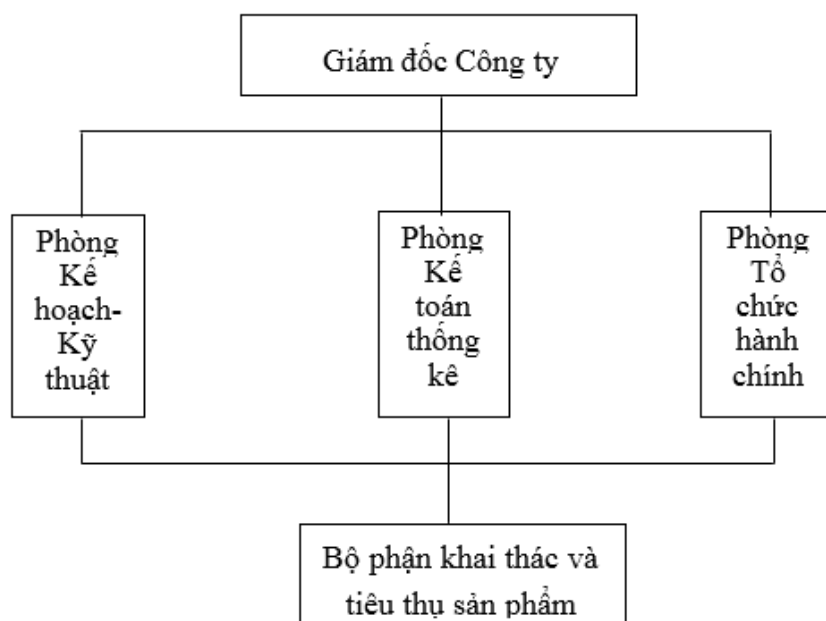 Giám đốc Công ty
Phòng
Kế
hoạch-
Kỹ
thuật
Phòng
Kế
toán
thống
kê
Phòng
Tổ
chức
hành
chính
Bộ phận khai thác và
tiêu thụ sản phẩm